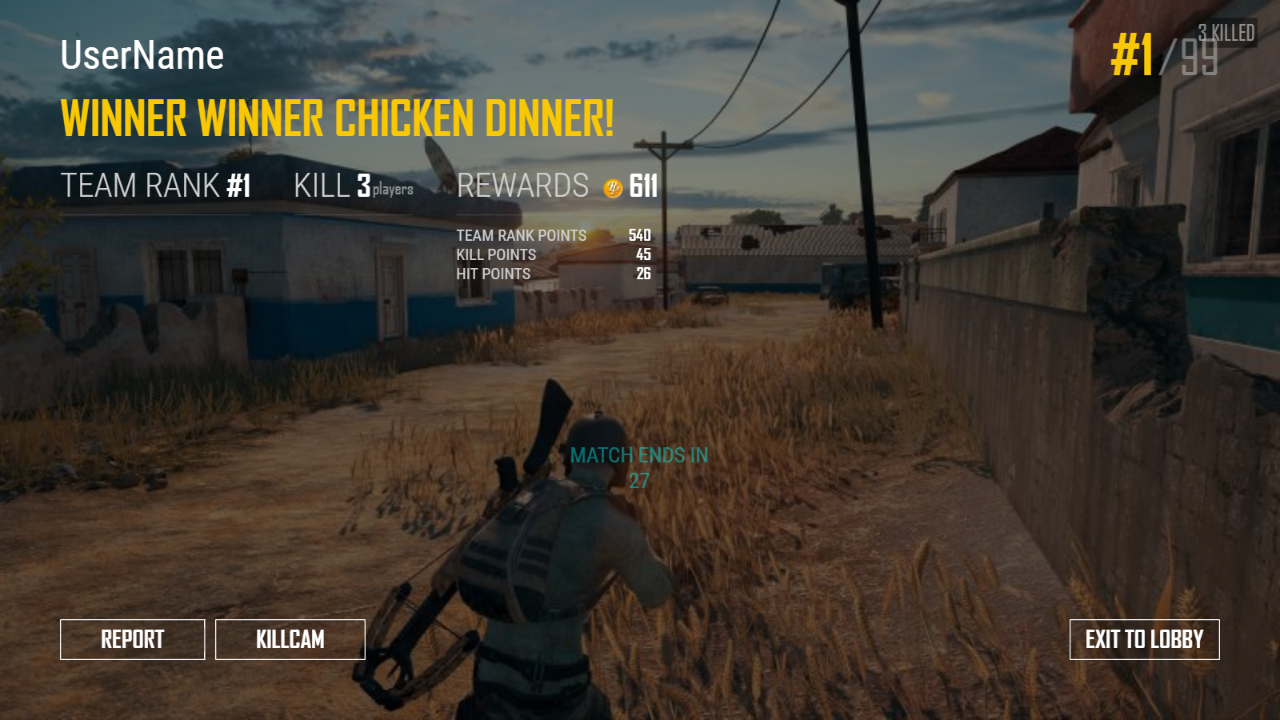 UserName
3 KILLED
#1/99
WINNER WINNER CHICKEN DINNER!
TEAM RANK #1 KILL 3 players REWARDS 611
TEAM RANK POINTS 540
KILL POINTS 45
HIT POINTS 26
MATCH ENDS IN
27
REPORT KILLCAM EXIT TO LOBBY